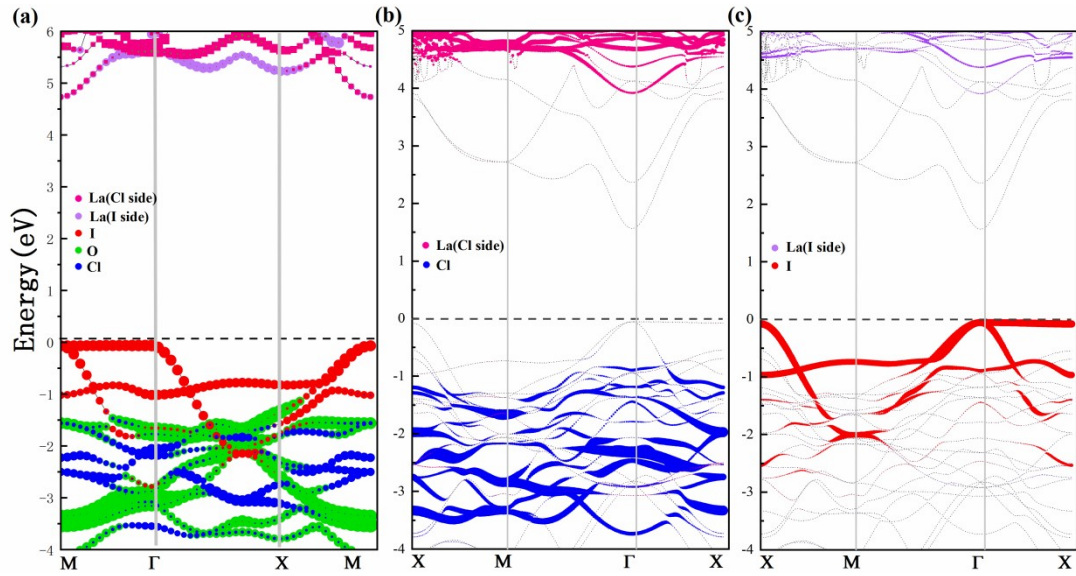 (a)
6
5
4
3
2
1
0
-1
-2
-3
-4
Energy(eV)
La(Cl side)
La(I side)
I
O
Cl
M Γ X M
(b)
5
4
3
2
1
0
-1
-2
-3
-4
La(Cl side)
Cl
X M Γ X
(c)
5
4
3
2
1
0
-1
-2
-3
-4
La(I side)
I
X M Γ X